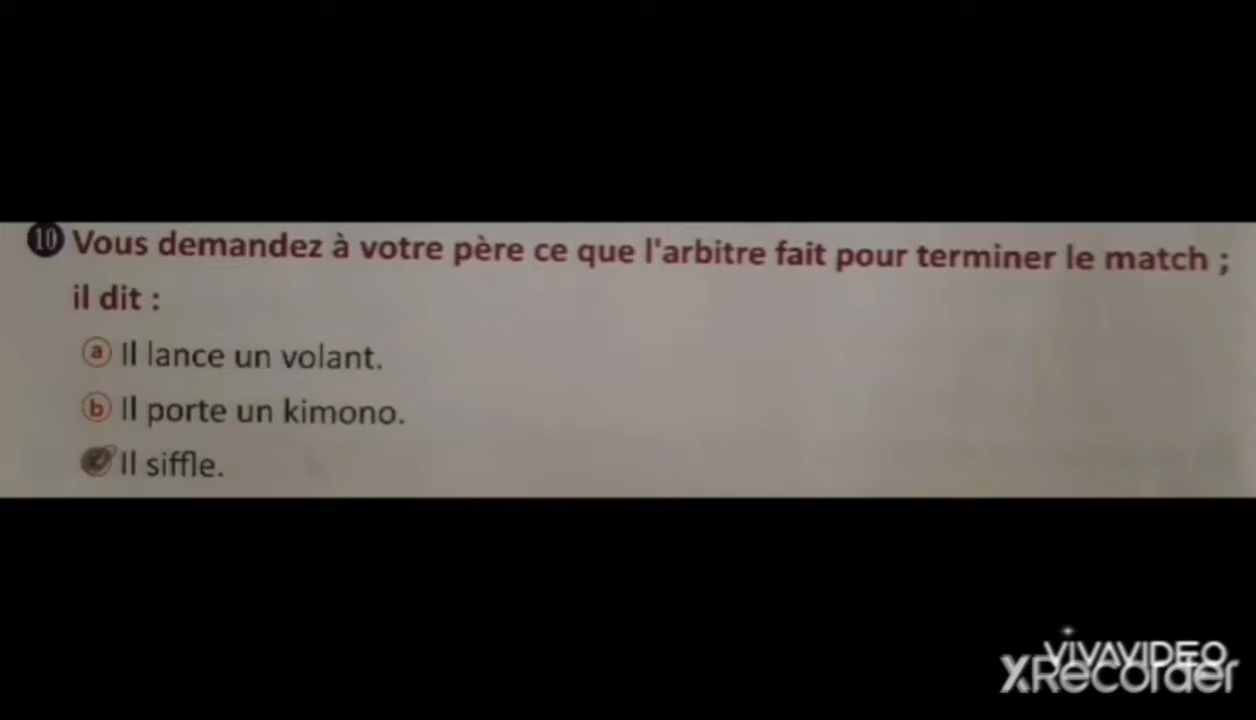 10 Vous demandez à votre père ce que l'arbitre fait pour terminer le match ;
il dit :
a Il lance un volant.
b Il porte un kimono.
Il siffle.
VIVAVIDEO
XRecorder